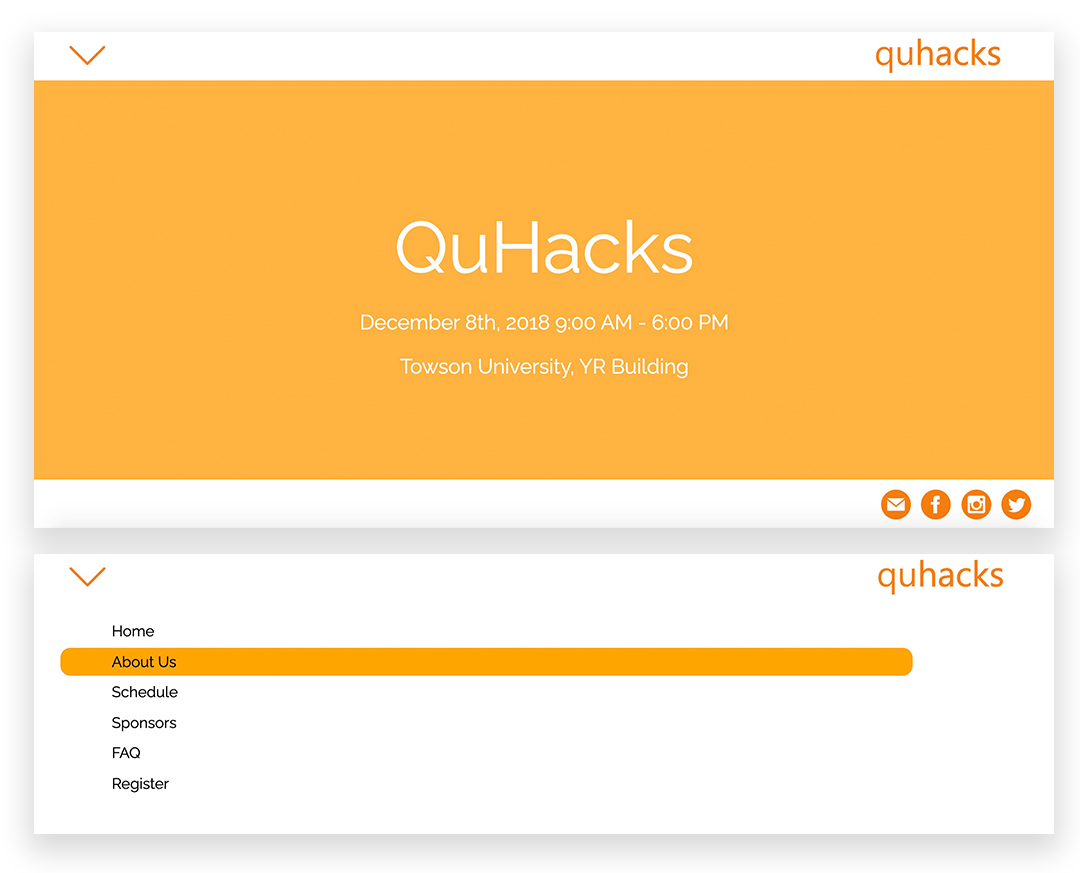 quhacks
QuHacks
December 8th, 2018 9:00 AM - 6:00 PM
Towson University, YR Building
quhacks
Home
About Us
Schedule
Sponsors
FAQ
Register